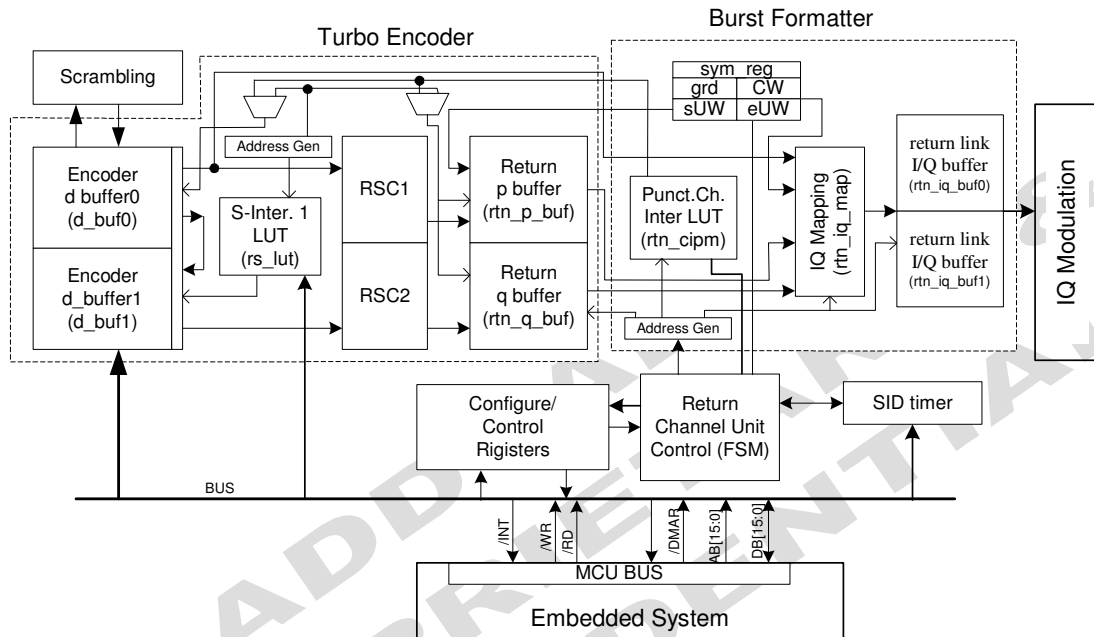 Burst Formatter
Turbo Encoder
Scrambling
sym_reg
grd
CW
sUW
eUW
Address Gen
Encoder
d buffer0
(d_buf0)
Encoder
d_buffer1
(d_buf1)
S-Inter. 1
LUT
(rs_lut)
RSC1
RSC2
Return
p buffer
(rtn_p_buf)
Return
q buffer
(rtn_q_buf)
Punct.Ch.
Inter LUT
(rtn_cipm)
Address Gen
IQ Mapping
(rtn_iq_map)
return link
I/Q buffer
(rtn_iq_buf0)
return link
I/Q buffer
(rtn_iq_buf1)
IQ Modulation
Configure/
Control
Rigisters
Return
Channel Unit
Control (FSM)
SID timer
BUS
/INT
/WR
/RD
/DMAR
AB[15:0]
DB[15:0]
MCU BUS
Embedded System